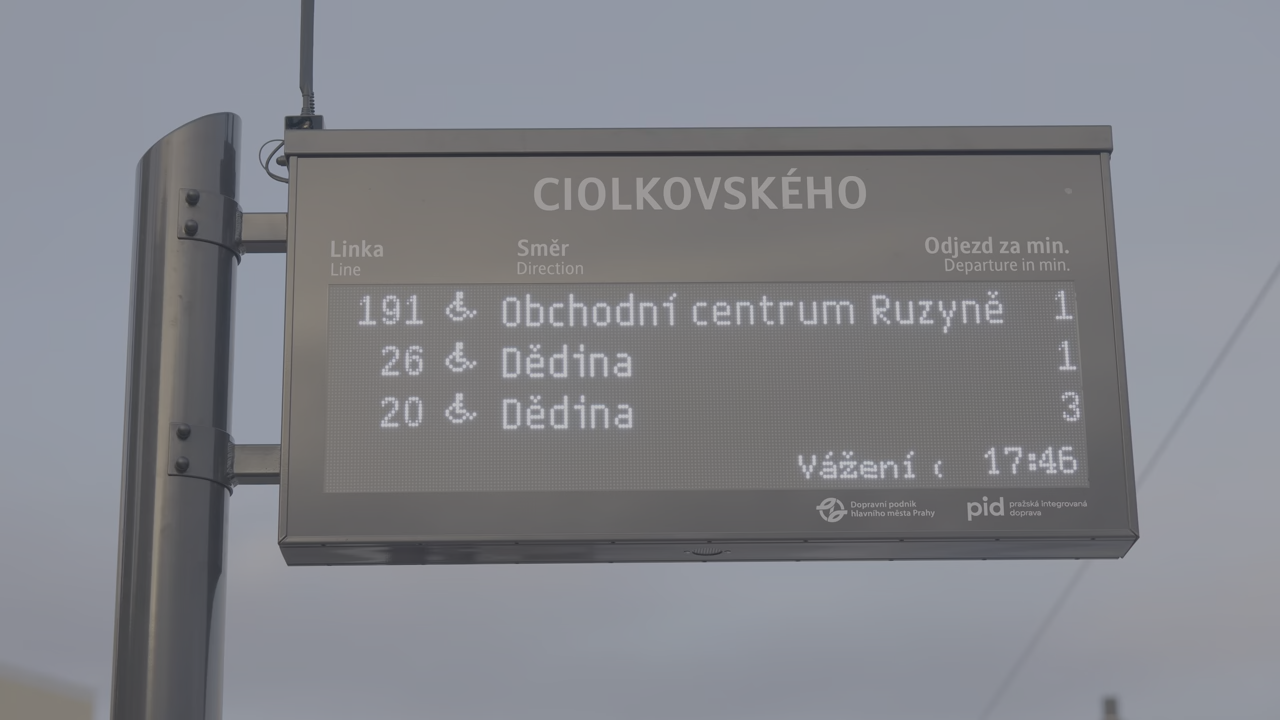 CIOLKOVSKÉHO
Linka Směr Odjezd za min.
Line Direction Departure in min.
191 Obchodní centrum Ruzyně 1
26 Dědina 1
20 Dědina 3
Vážení 17:46
Dopravní podnik
hlavního města Prahy
pid pražská integrovaná
doprava